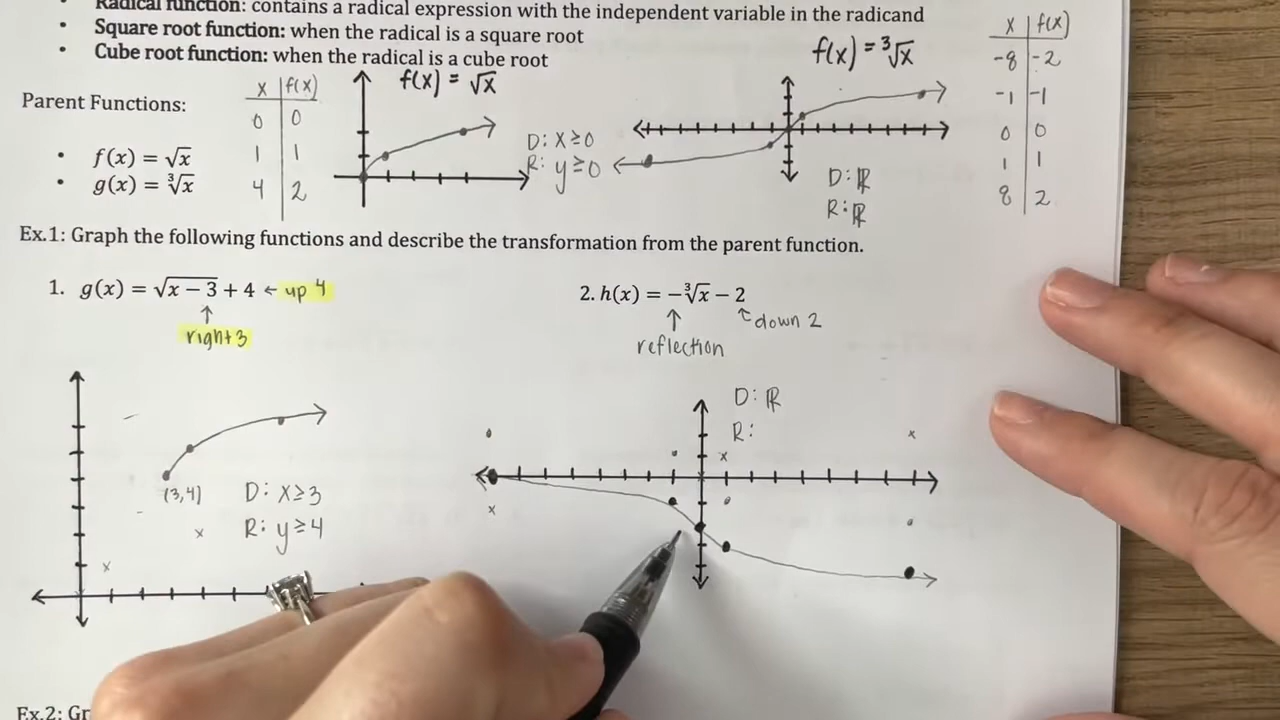 • Radical function: contains a radical expression with the independent variable in the radicand
• Square root function: when the radical is a square root
• Cube root function: when the radical is a cube root
Parent Functions:
• f(x) = √x
• g(x) = ∛x
x | f(x)
0 | 0
1 | 1
4 | 2
f(x) = √x
D: x ≥ 0
R: y ≥ 0
f(x) = ∛x
D: ℝ
R: ℝ
x | f(x)
-8 | -2
-1 | -1
0 | 0
1 | 1
8 | 2
Ex.1: Graph the following functions and describe the transformation from the parent function.
1. g(x) = √(x − 3) + 4 ← up 4
↑
right 3
(3,4)
D: x ≥ 3
R: y ≥ 4
2. h(x) = −∛x − 2
↑ down 2
reflection
D: ℝ
R:
Ex.2: Gr